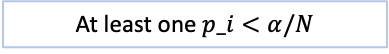 At least one p_i < α/N